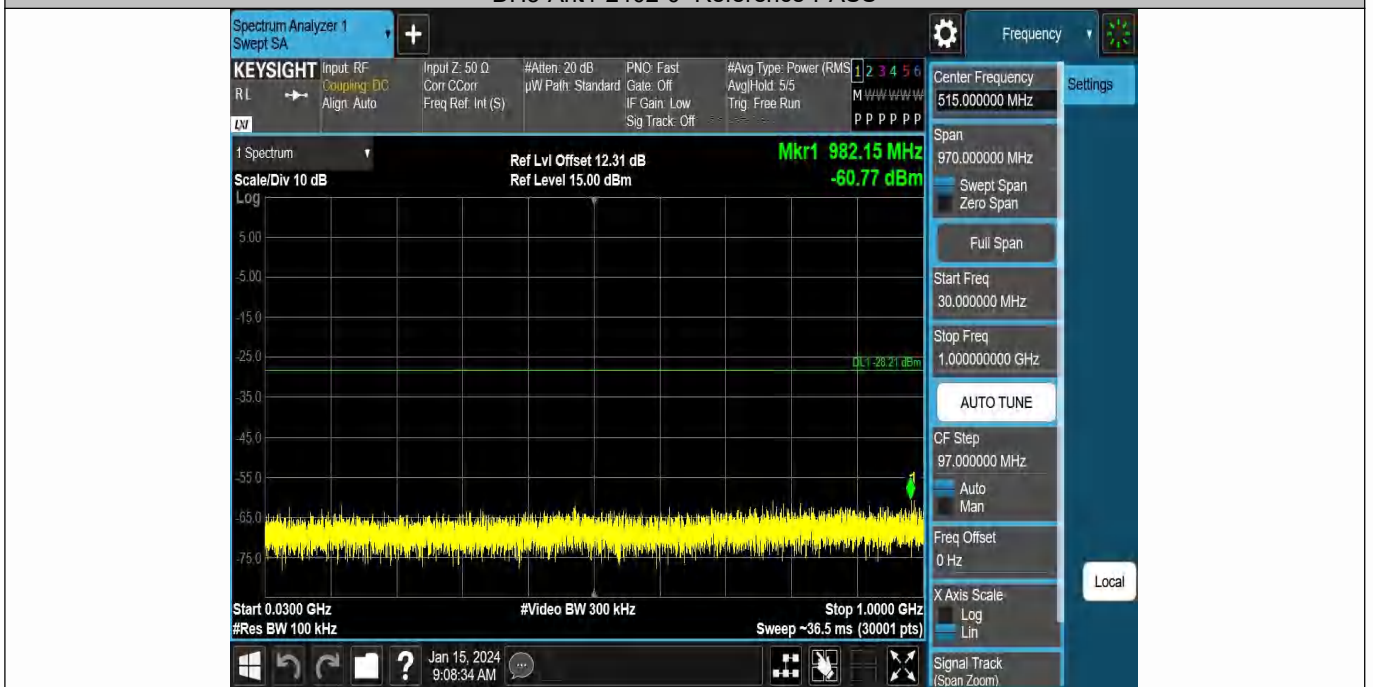 Spectrum Analyzer 1
Swept SA
+
Frequency
KEYSIGHT
RL
LXI
Input: RF
Coupling: DC
Align: Auto
Input Z: 50 Ω
Corr CCorr
Freq Ref: Int (S)
#Atten: 20 dB
µW Path: Standard
PNO: Fast
Gate: Off
IF Gain: Low
Sig Track: Off
#Avg Type: Power (RMS
Avg|Hold: 5/5
Trig: Free Run
1 2 3 4 5 6
M W W W W W
P P P P P P
Center Frequency
515.000000 MHz
Settings
1 Spectrum
Scale/Div 10 dB
Log
Ref Lvl Offset 12.31 dB
Ref Level 15.00 dBm
Mkr1 982.15 MHz
-60.77 dBm
Span
970.000000 MHz
Swept Span
Zero Span
Full Span
Start Freq
30.000000 MHz
Stop Freq
1.000000000 GHz
AUTO TUNE
CF Step
97.000000 MHz
Auto
Man
Freq Offset
0 Hz
X Axis Scale
Log
Lin
Signal Track
(Span Zoom)
Local
5.00
-5.00
-15.0
-25.0
DL1 -28.21 dBm
-35.0
-45.0
-55.0
1
-65.0
-75.0
Start 0.0300 GHz
#Res BW 100 kHz
#Video BW 300 kHz
Stop 1.0000 GHz
Sweep ~36.5 ms (30001 pts)
?
Jan 15, 2024
9:08:34 AM